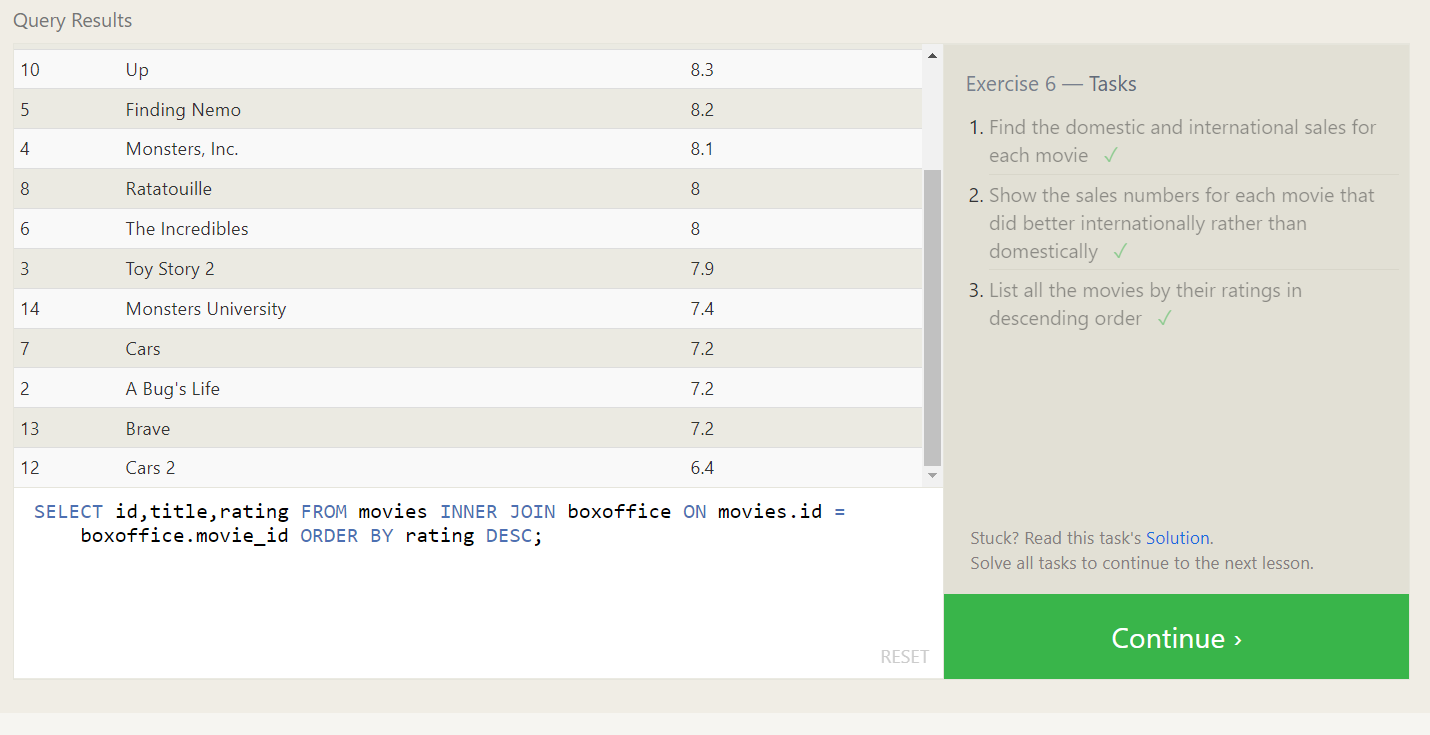 Query Results
10 Up 8.3
5 Finding Nemo 8.2
4 Monsters, Inc. 8.1
8 Ratatouille 8
6 The Incredibles 8
3 Toy Story 2 7.9
14 Monsters University 7.4
7 Cars 7.2
2 A Bug's Life 7.2
13 Brave 7.2
12 Cars 2 6.4
SELECT id,title,rating FROM movies INNER JOIN boxoffice ON movies.id =
boxoffice.movie_id ORDER BY rating DESC;
RESET
Exercise 6 — Tasks
1. Find the domestic and international sales for
each movie ✓
2. Show the sales numbers for each movie that
did better internationally rather than
domestically ✓
3. List all the movies by their ratings in
descending order ✓
Stuck? Read this task's Solution.
Solve all tasks to continue to the next lesson.
Continue ›